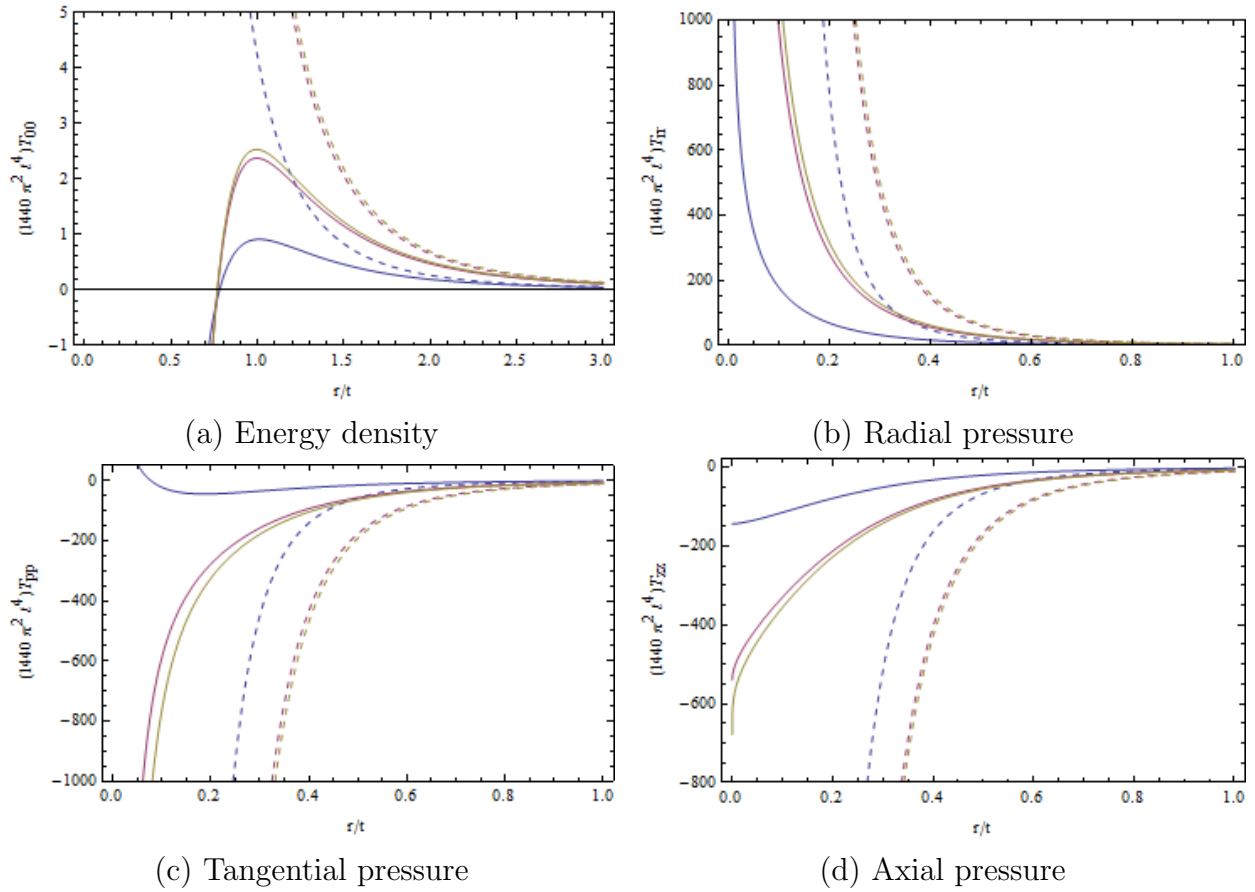 (1440 π² t⁴)T₀₀
5
4
3
2
1
0
−1
0.0 0.5 1.0 1.5 2.0 2.5 3.0
r/t
(a) Energy density
(1440 π² t⁴)Tᵣᵣ
1000
800
600
400
200
0
0.0 0.2 0.4 0.6 0.8 1.0
r/t
(b) Radial pressure
(1440 π² t⁴)Tpp
0
−200
−400
−600
−800
−1000
0.0 0.2 0.4 0.6 0.8 1.0
r/t
(c) Tangential pressure
(1440 π² t⁴)Tzz
0
−200
−400
−600
−800
0.0 0.2 0.4 0.6 0.8 1.0
r/t
(d) Axial pressure